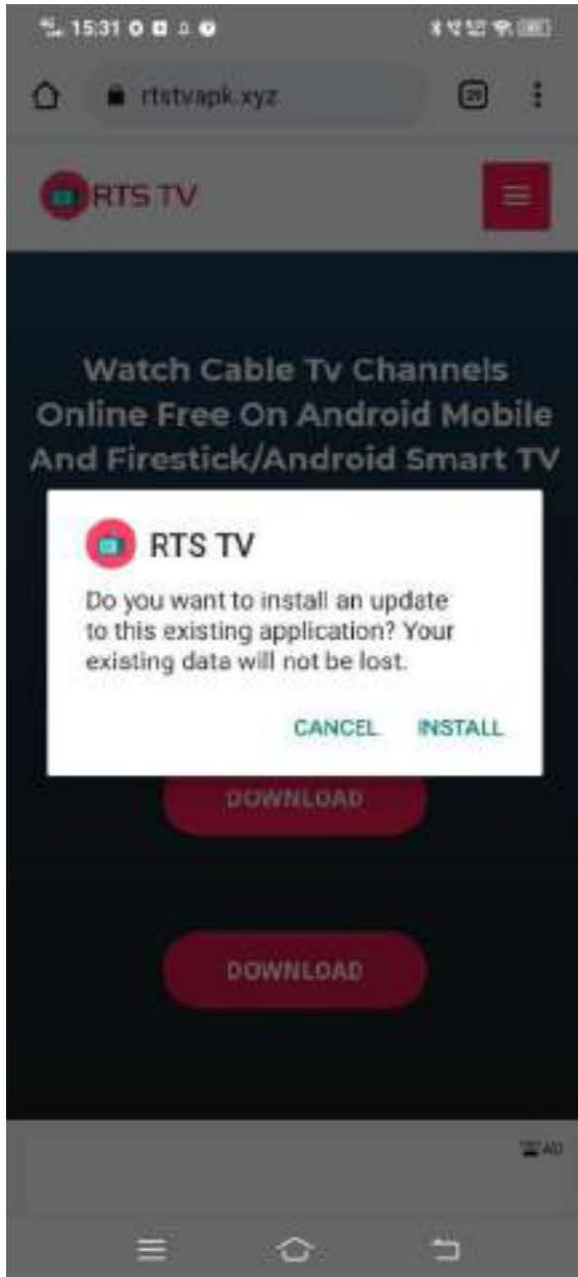 15:31
rtstvapk.xyz
RTS TV
Watch Cable Tv Channels
Online Free On Android Mobile
And Firestick/Android Smart TV
RTS TV
Do you want to install an update
to this existing application? Your
existing data will not be lost.
CANCEL INSTALL
DOWNLOAD
DOWNLOAD
AD